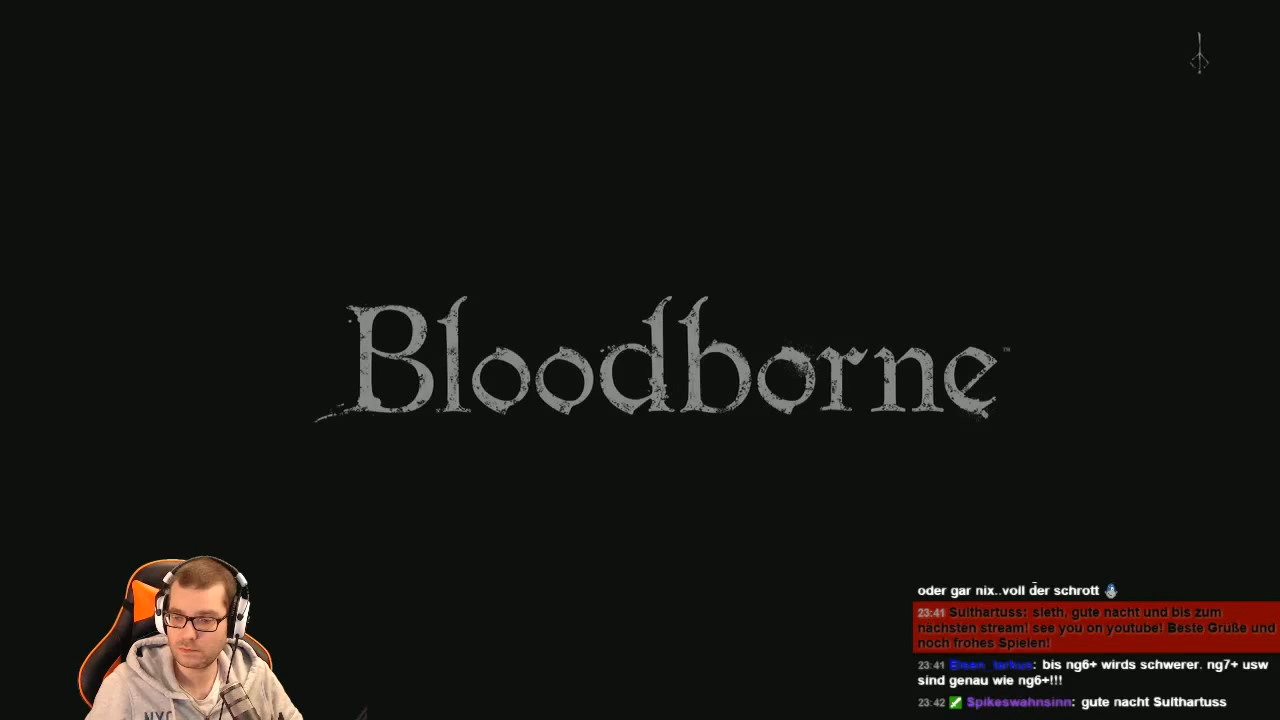 Bloodborne™
oder gar nix..voll der schrott
23:41 Sulthartuss: sleth, gute nacht und bis zum
nächsten stream! see you on youtube! Beste Grüße und
noch frohes Spielen!
23:41 Eisen_tarkus: bis ng6+ wirds schwerer. ng7+ usw
sind genau wie ng6+!!!
23:42 Spikeswahnsinn: gute nacht Sulthartuss
NYC